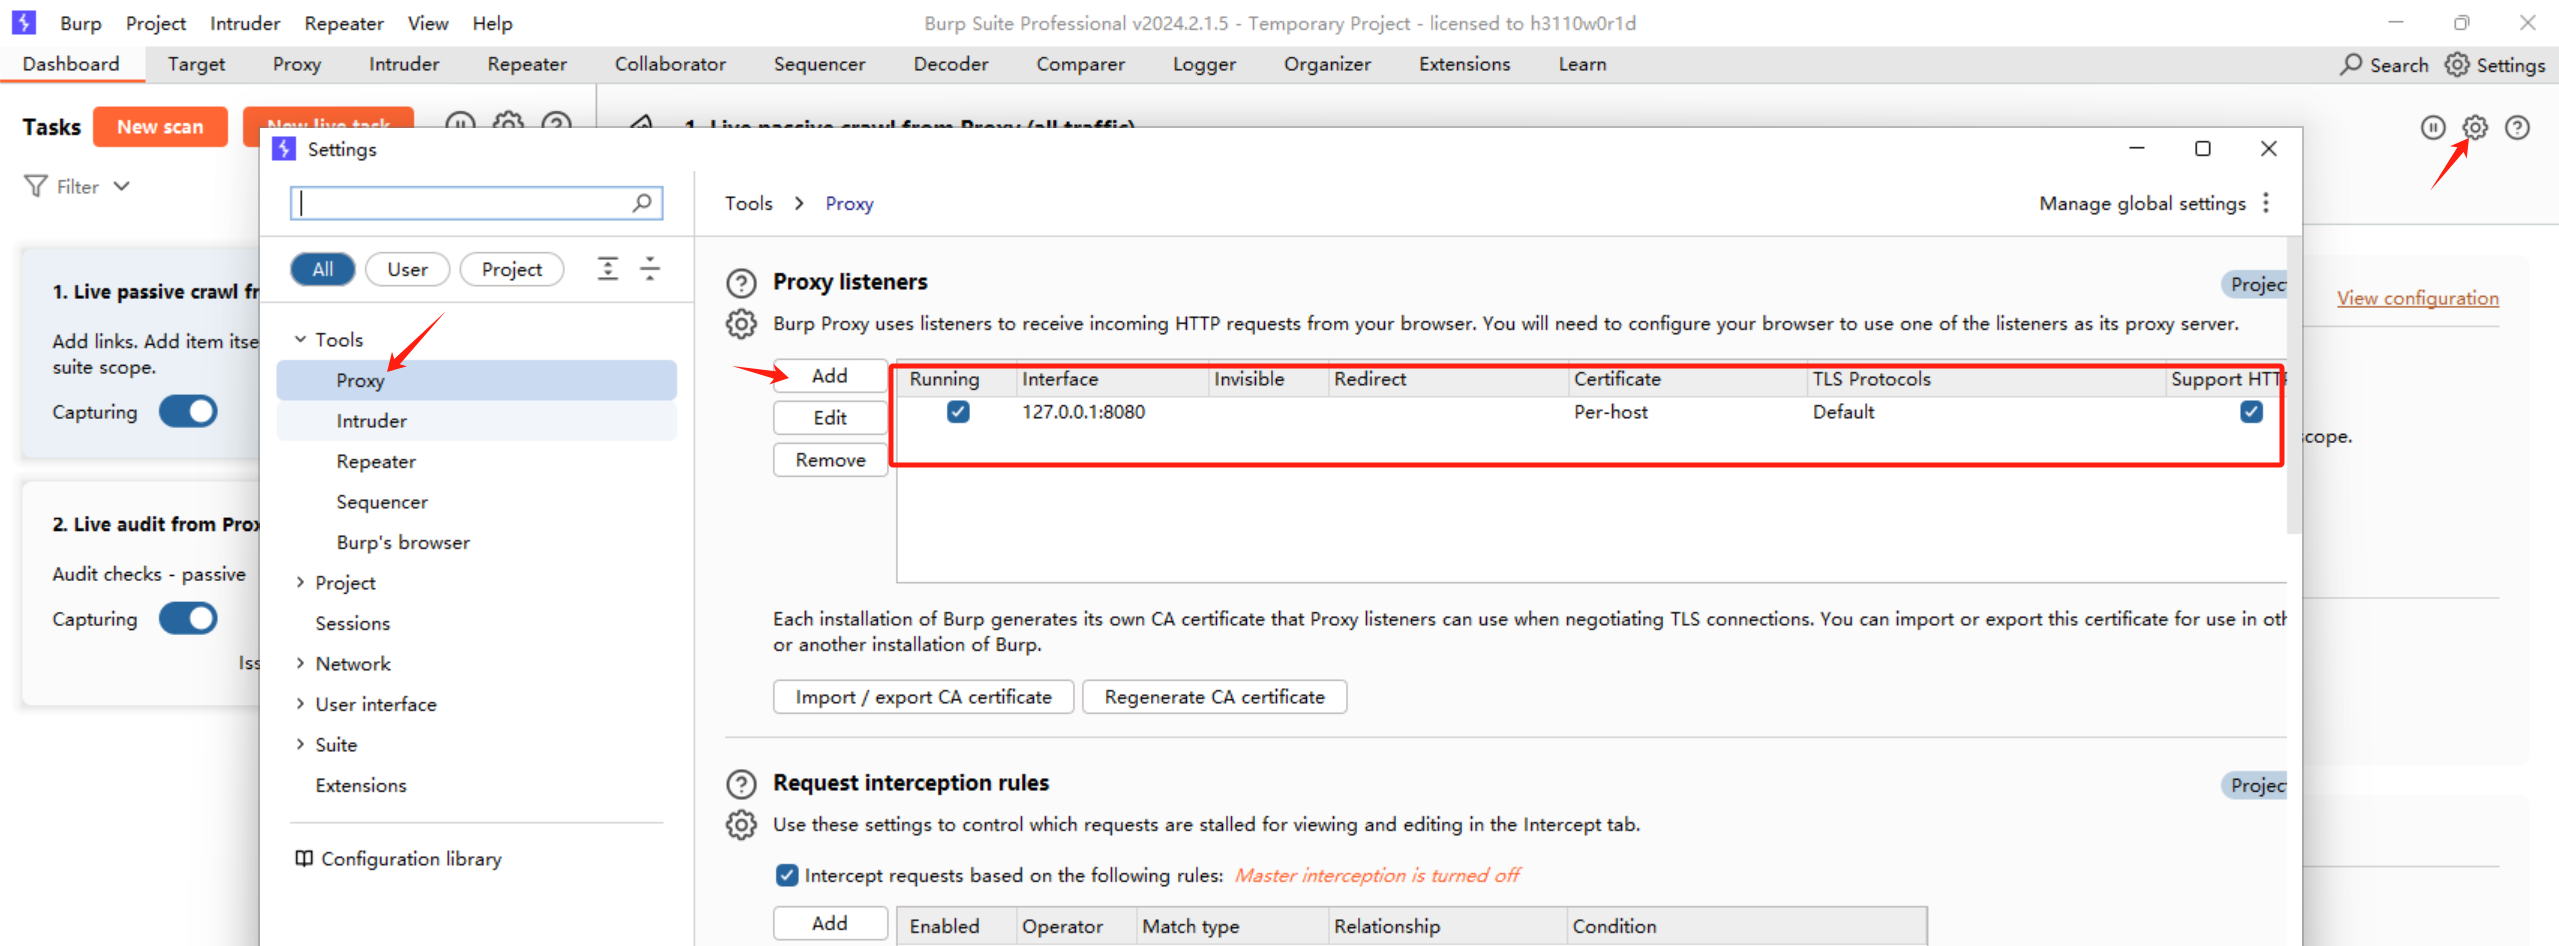 Burp Project Intruder Repeater View Help
Burp Suite Professional v2024.2.1.5 - Temporary Project - licensed to h3110w0r1d
Dashboard Target Proxy Intruder Repeater Collaborator Sequencer Decoder Comparer Logger Organizer Extensions Learn
Search Settings
Tasks New scan New live task
1. Live passive crawl from Proxy (all traffic)
Filter
1. Live passive crawl fr
Add links. Add item itse
suite scope.
Capturing
2. Live audit from Prox
Audit checks - passive
Capturing
Iss
Settings
All User Project
Tools
Proxy
Intruder
Repeater
Sequencer
Burp's browser
Project
Sessions
Network
User interface
Suite
Extensions
Configuration library
Tools > Proxy
Manage global settings
Proxy listeners
Projec
Burp Proxy uses listeners to receive incoming HTTP requests from your browser. You will need to configure your browser to use one of the listeners as its proxy server.
Add
Edit
Remove
Running Interface Invisible Redirect Certificate TLS Protocols Support HTTP
127.0.0.1:8080 Per-host Default
Each installation of Burp generates its own CA certificate that Proxy listeners can use when negotiating TLS connections. You can import or export this certificate for use in oth
or another installation of Burp.
Import / export CA certificate Regenerate CA certificate
Request interception rules
Projec
Use these settings to control which requests are stalled for viewing and editing in the Intercept tab.
Intercept requests based on the following rules: Master interception is turned off
Add
Enabled Operator Match type Relationship Condition
View configuration
scope.